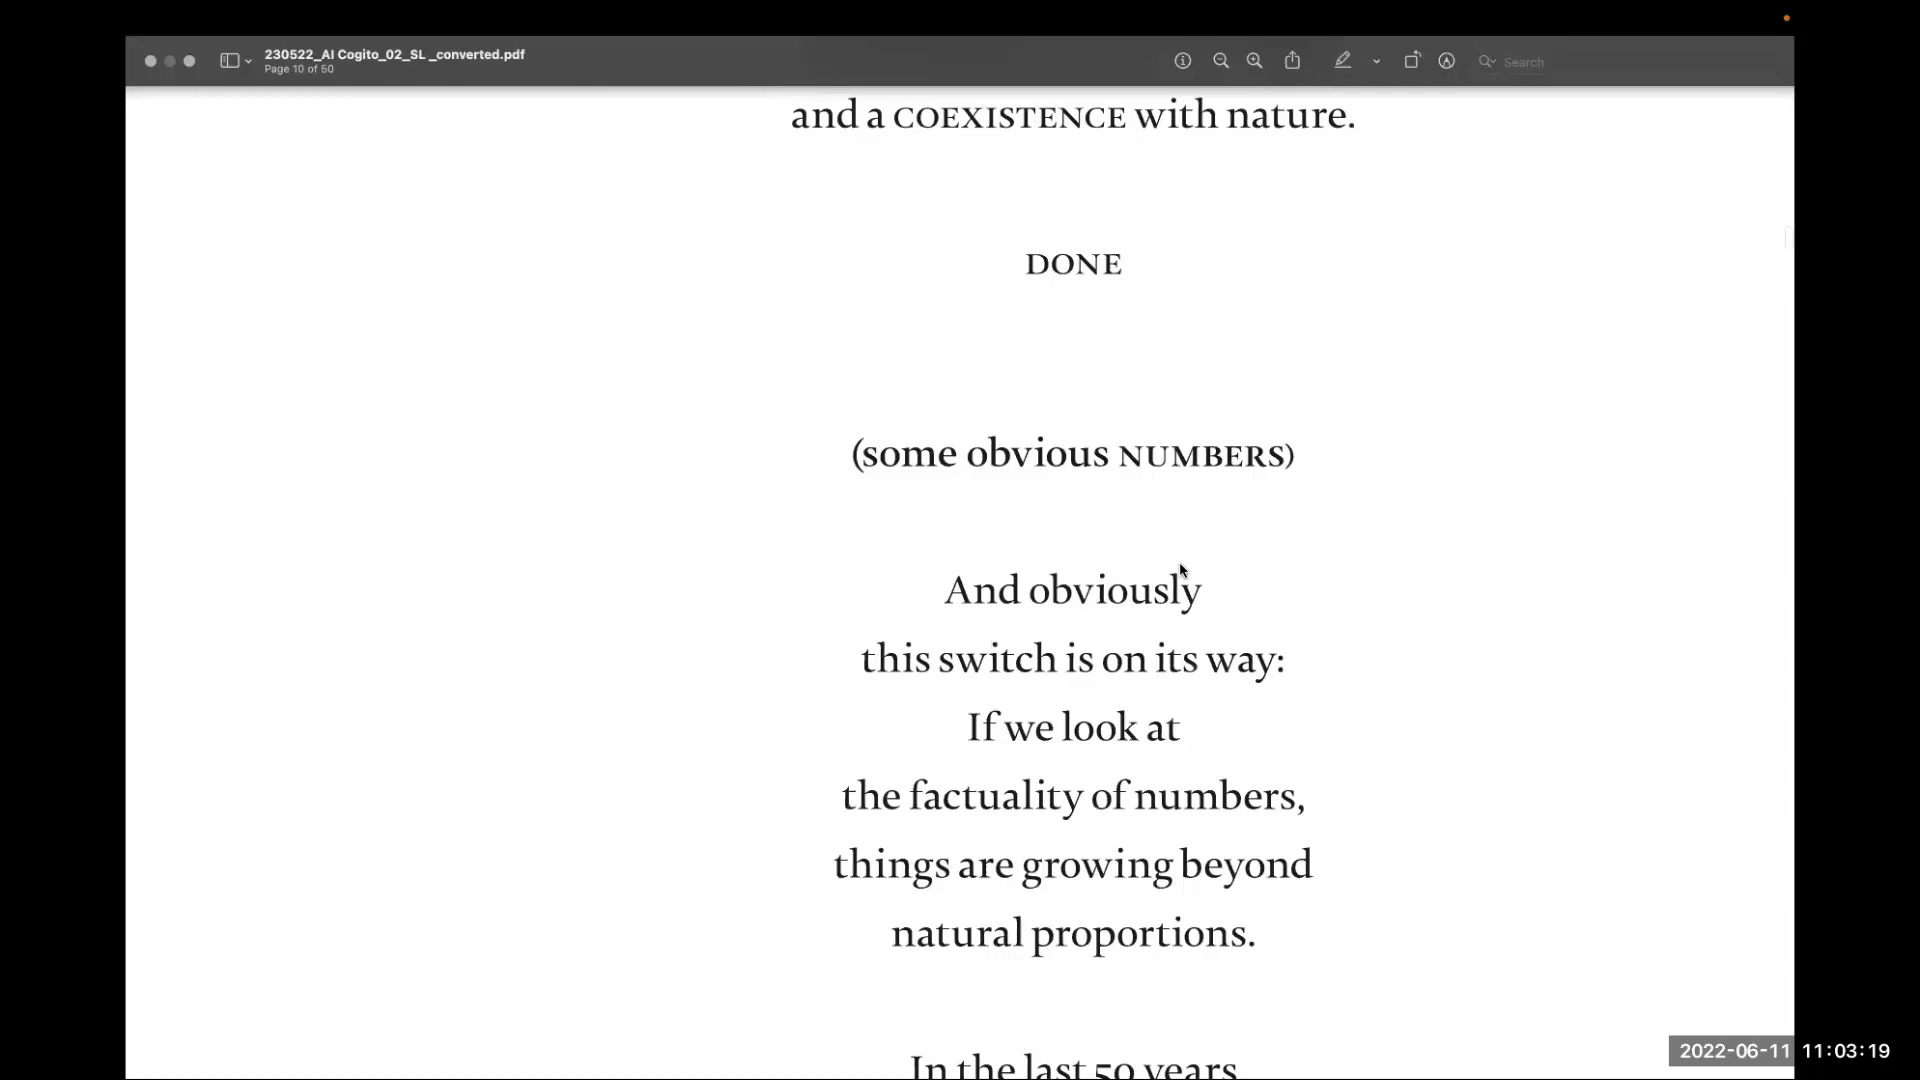 230522_AI Cogito_02_SL _converted.pdf
Page 10 of 50
Search
and a COEXISTENCE with nature.
DONE
(some obvious NUMBERS)
And obviously
this switch is on its way:
If we look at
the factuality of numbers,
things are growing beyond
natural proportions.
In the last 50 years
2022-06-11 11:03:19